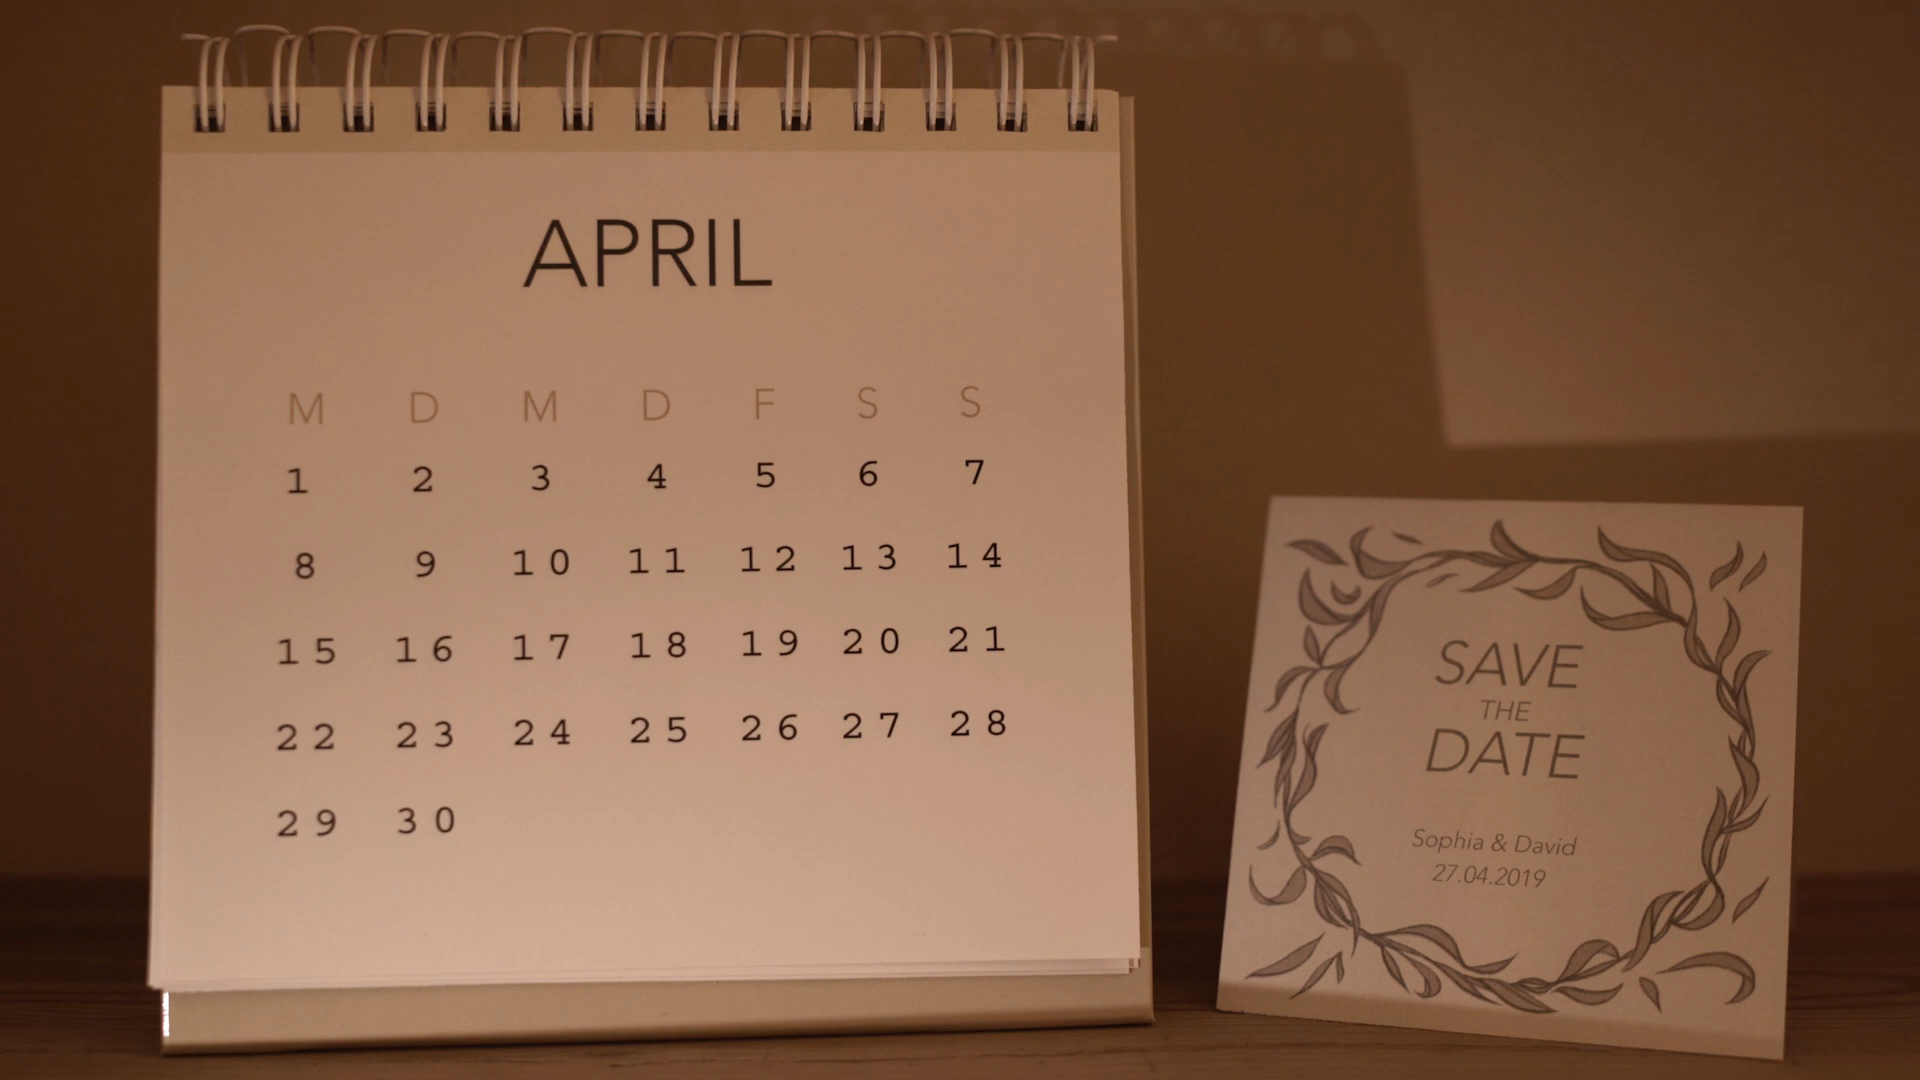 APRIL
M D M D F S S
1 2 3 4 5 6 7
8 9 10 11 12 13 14
15 16 17 18 19 20 21
22 23 24 25 26 27 28
29 30
SAVE
THE
DATE
Sophia & David
27.04.2019